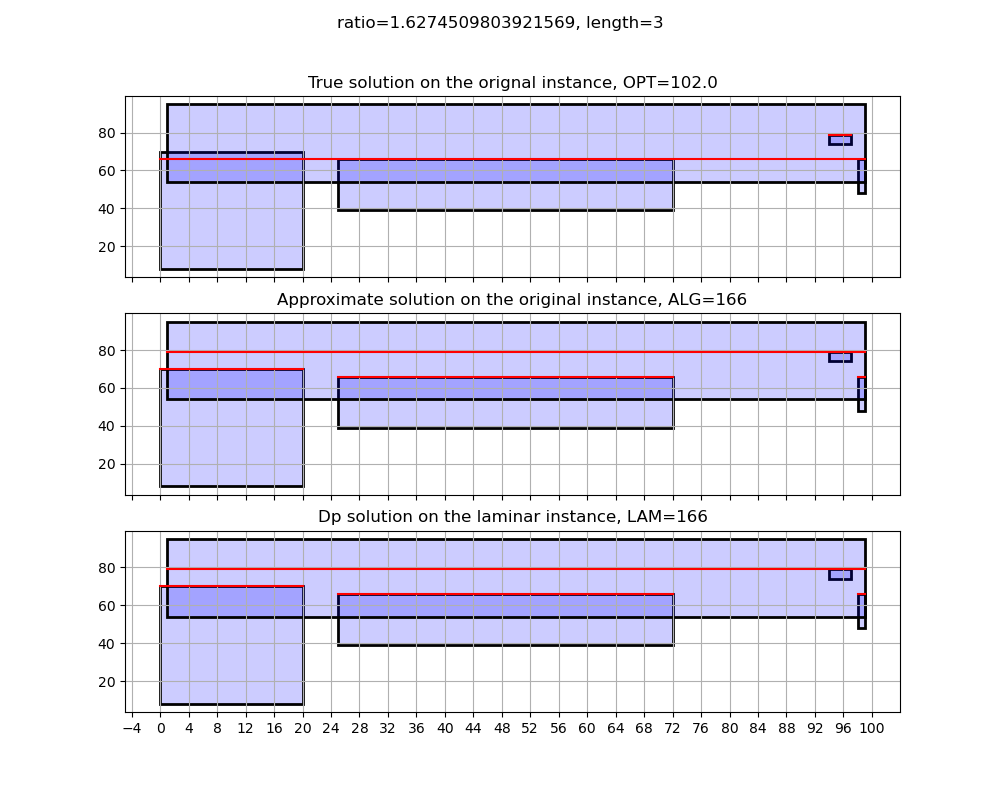 ratio=1.6274509803921569, length=3
True solution on the orignal instance, OPT=102.0
80
60
40
20
Approximate solution on the original instance, ALG=166
80
60
40
20
Dp solution on the laminar instance, LAM=166
80
60
40
20
−4 0 4 8 12 16 20 24 28 32 36 40 44 48 52 56 60 64 68 72 76 80 84 88 92 96 100